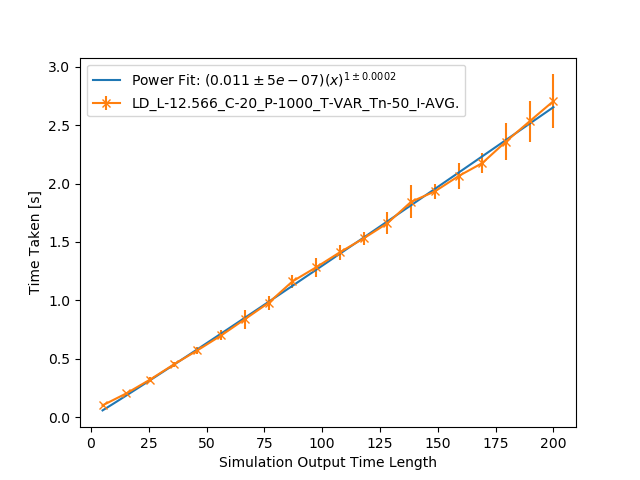 Power Fit: (0.011 ± 5e − 07)(x)^{1 ± 0.0002}
LD_L-12.566_C-20_P-1000_T-VAR_Tn-50_I-AVG.
3.0
2.5
2.0
1.5
1.0
0.5
0.0
Time Taken [s]
0 25 50 75 100 125 150 175 200
Simulation Output Time Length